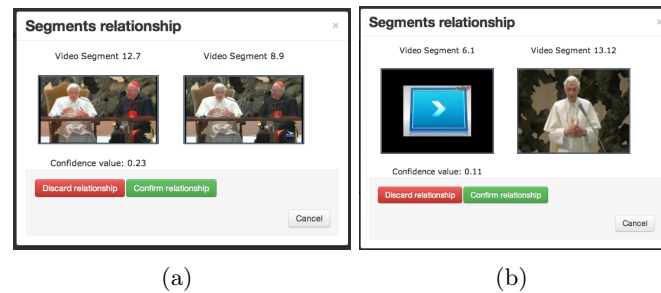 Segments relationship ×
Video Segment 12.7 Video Segment 8.9
Confidence value: 0.23
Discard relationship Confirm relationship
Cancel
(a)
Segments relationship ×
Video Segment 6.1 Video Segment 13.12
Confidence value: 0.11
Discard relationship Confirm relationship
Cancel
(b)